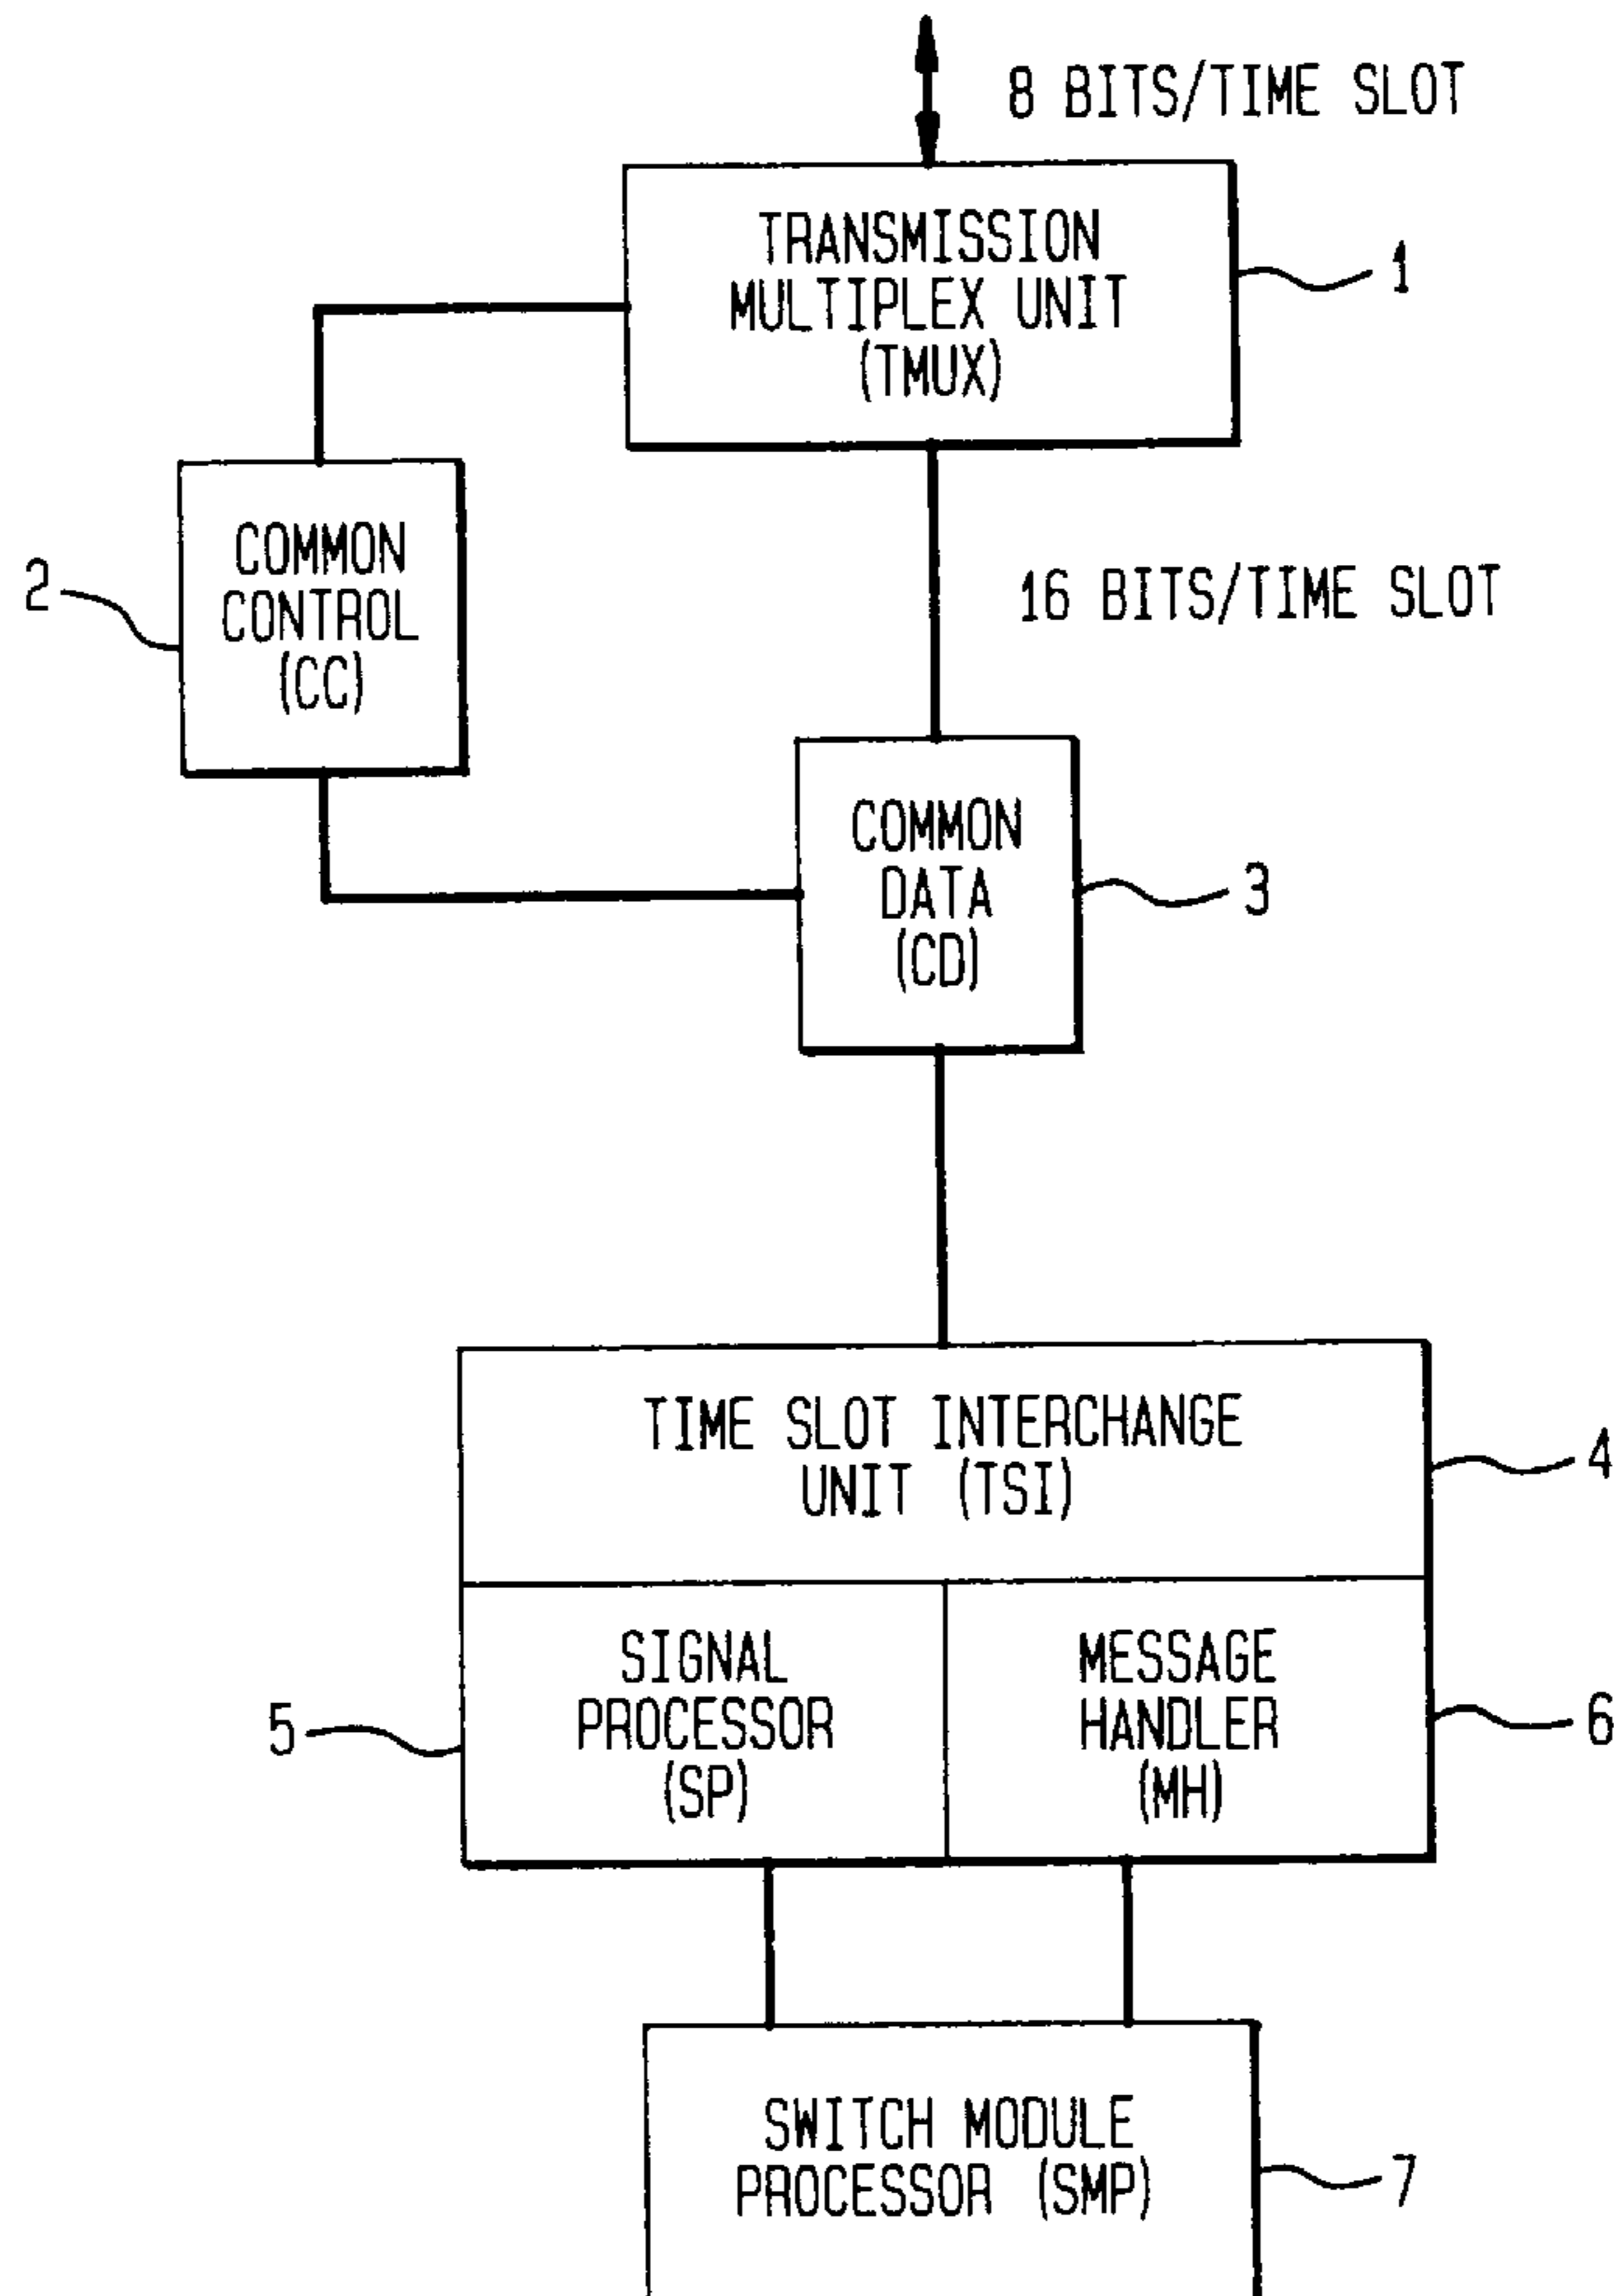 8 BITS/TIME SLOT
TRANSMISSION
MULTIPLEX UNIT
(TMUX)
1
COMMON
CONTROL
(CC)
2
16 BITS/TIME SLOT
COMMON
DATA
(CD)
3
TIME SLOT INTERCHANGE
UNIT (TSI)
4
SIGNAL
PROCESSOR
(SP)
5
MESSAGE
HANDLER
(MH)
6
SWITCH MODULE
PROCESSOR (SMP)
7